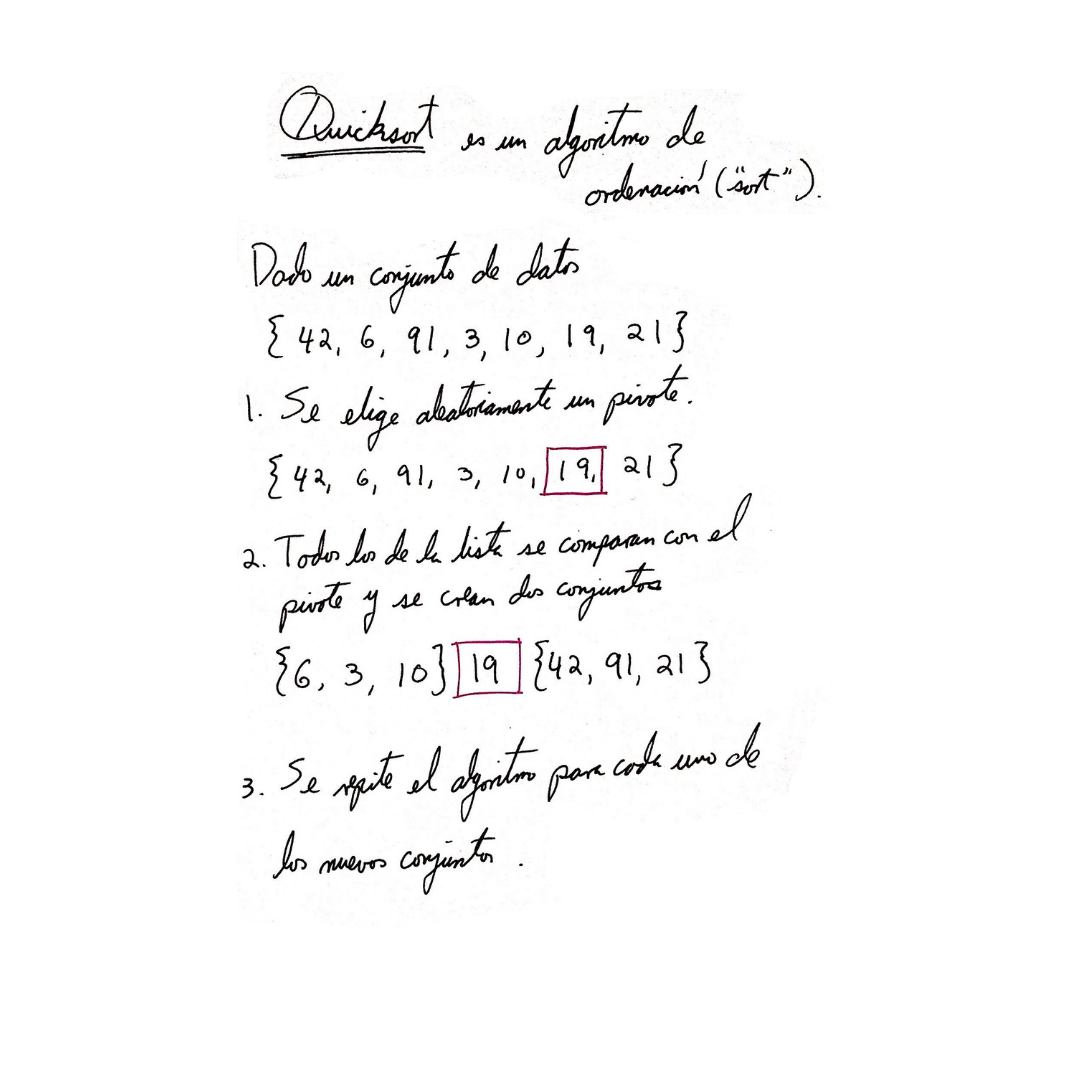 Quicksort es un algoritmo de
ordenación ("sort").
Dado un conjunto de datos
{ 42, 6, 91, 3, 10, 19, 21 }
1. Se elige aleatoriamente un pivote.
{ 42, 6, 91, 3, 10, 19, 21 }
2. Todos los de la lista se comparan con el
pivote y se crean dos conjuntos
{6, 3, 10} 19 {42, 91, 21}
3. Se repite el algoritmo para cada uno de
los nuevos conjuntos.